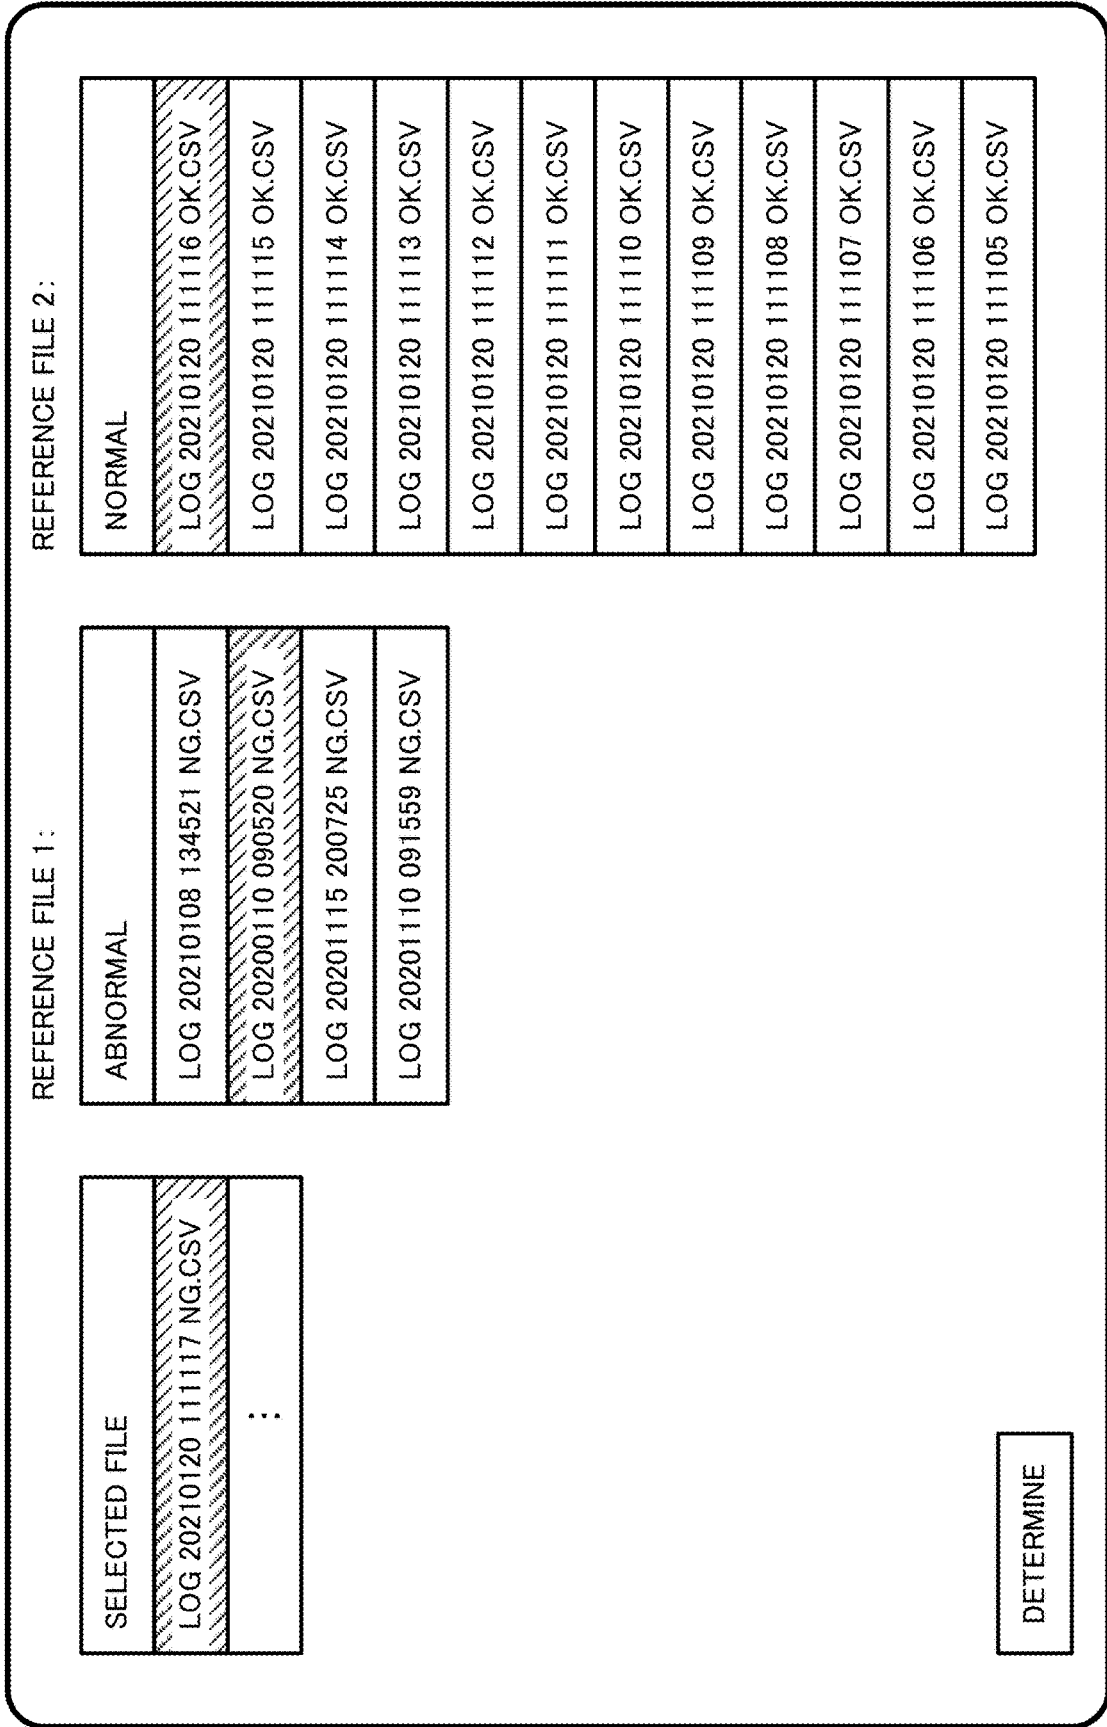 SELECTED FILE
LOG 20210120 111117 NG.CSV
⋮
DETERMINE
REFERENCE FILE 1:
ABNORMAL
LOG 20210108 134521 NG.CSV
LOG 20200110 090520 NG.CSV
LOG 20201115 200725 NG.CSV
LOG 20201110 091559 NG.CSV
REFERENCE FILE 2:
NORMAL
LOG 20210120 111116 OK.CSV
LOG 20210120 111115 OK.CSV
LOG 20210120 111114 OK.CSV
LOG 20210120 111113 OK.CSV
LOG 20210120 111112 OK.CSV
LOG 20210120 111111 OK.CSV
LOG 20210120 111110 OK.CSV
LOG 20210120 111109 OK.CSV
LOG 20210120 111108 OK.CSV
LOG 20210120 111107 OK.CSV
LOG 20210120 111106 OK.CSV
LOG 20210120 111105 OK.CSV